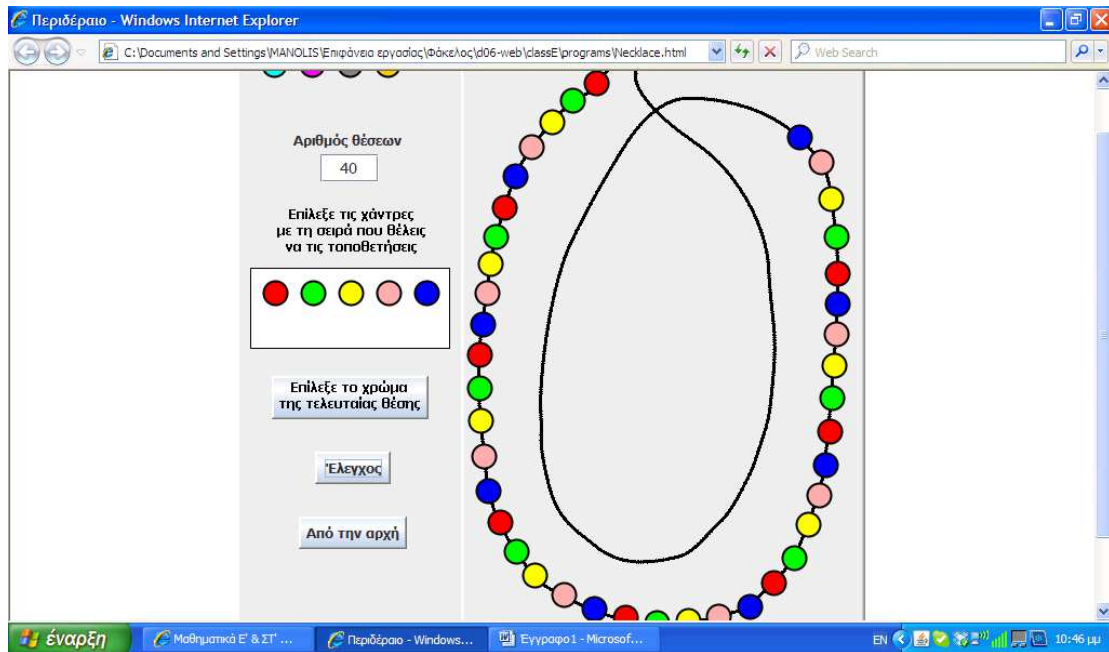 Περιδέραιο - Windows Internet Explorer
C:\Documents and Settings\MANOLIS\Επιφάνεια εργασίας\Φάκελος\d06-web\classE\programs\Necklace.html
Web Search
Αριθμός θέσεων
40
Επίλεξε τις χάντρες
με τη σειρά που θέλεις
να τις τοποθετήσεις
Επίλεξε το χρώμα
της τελευταίας θέσης
Έλεγχος
Από την αρχή
έναρξη
Μαθηματικά Ε' & ΣΤ' ...
Περιδέραιο - Windows...
Έγγραφο1 - Microsof...
EN
10:46 μμ